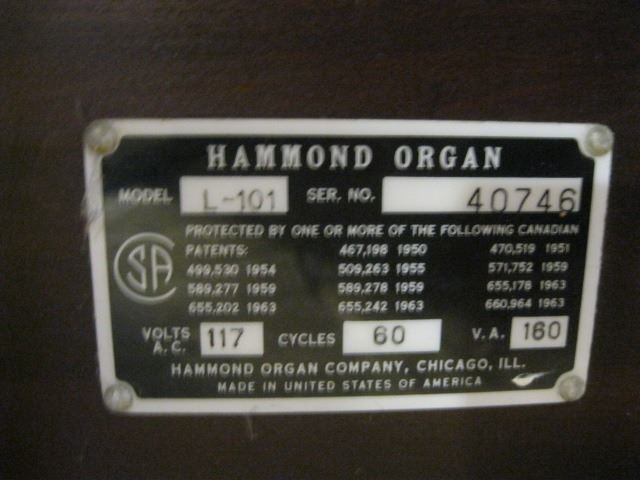 HAMMOND ORGAN
MODEL L-101 SER. NO. 40746
PROTECTED BY ONE OR MORE OF THE FOLLOWING CANADIAN
PATENTS: 467,198 1950 470,519 1951
499,530 1954 509,263 1955 571,752 1959
589,277 1959 589,278 1959 655,178 1963
655,202 1963 655,242 1963 660,964 1963
SA
VOLTS A.C. 117 CYCLES 60 V.A. 160
HAMMOND ORGAN COMPANY, CHICAGO, ILL.
MADE IN UNITED STATES OF AMERICA